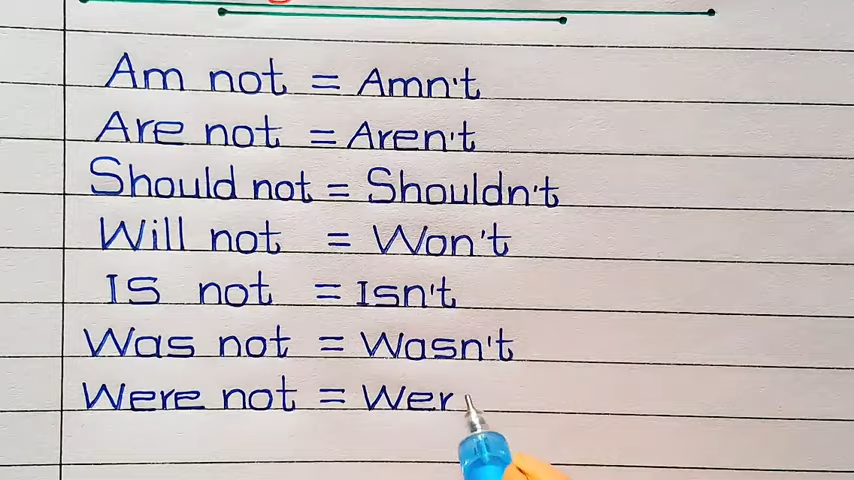 Am not = Amn't
Are not = Aren't
Should not = Shouldn't
Will not = Won't
IS not = Isn't
Was not = Wasn't
Were not = Wer